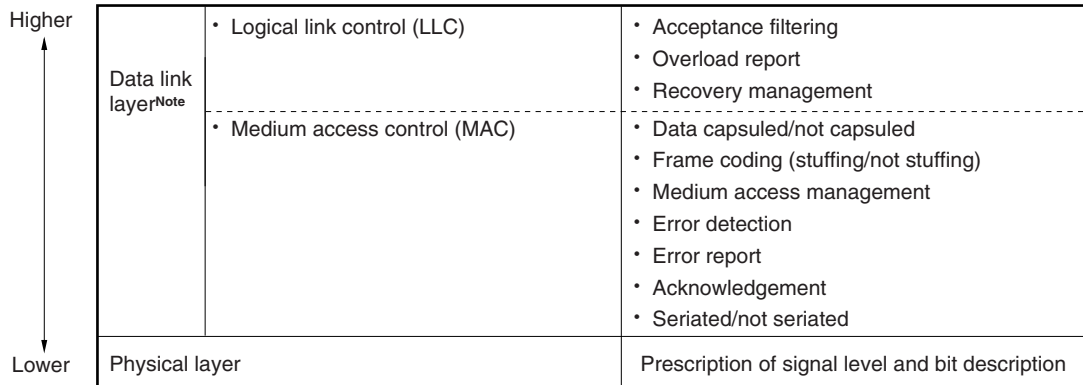 Higher
Data link
layerNote
• Logical link control (LLC)
• Acceptance filtering
• Overload report
• Recovery management
• Medium access control (MAC)
• Data capsuled/not capsuled
• Frame coding (stuffing/not stuffing)
• Medium access management
• Error detection
• Error report
• Acknowledgement
• Seriated/not seriated
Lower
Physical layer
Prescription of signal level and bit description